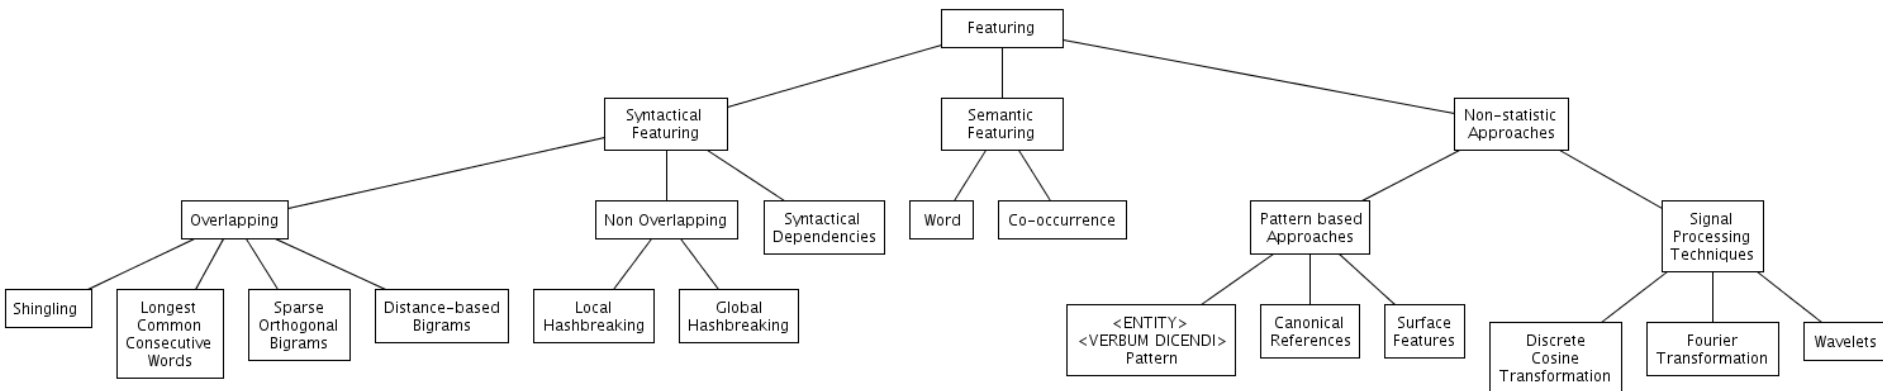 Featuring
Syntactical
Featuring
Semantic
Featuring
Non-statistic
Approaches
Overlapping
Non Overlapping
Syntactical
Dependencies
Word
Co-occurrence
Pattern based
Approaches
Signal
Processing
Techniques
Shingling
Longest
Common
Consecutive
Words
Sparse
Orthogonal
Bigrams
Distance-based
Bigrams
Local
Hashbreaking
Global
Hashbreaking
<ENTITY>
<VERBUM DICENDI>
Pattern
Canonical
References
Surface
Features
Discrete
Cosine
Transformation
Fourier
Transformation
Wavelets